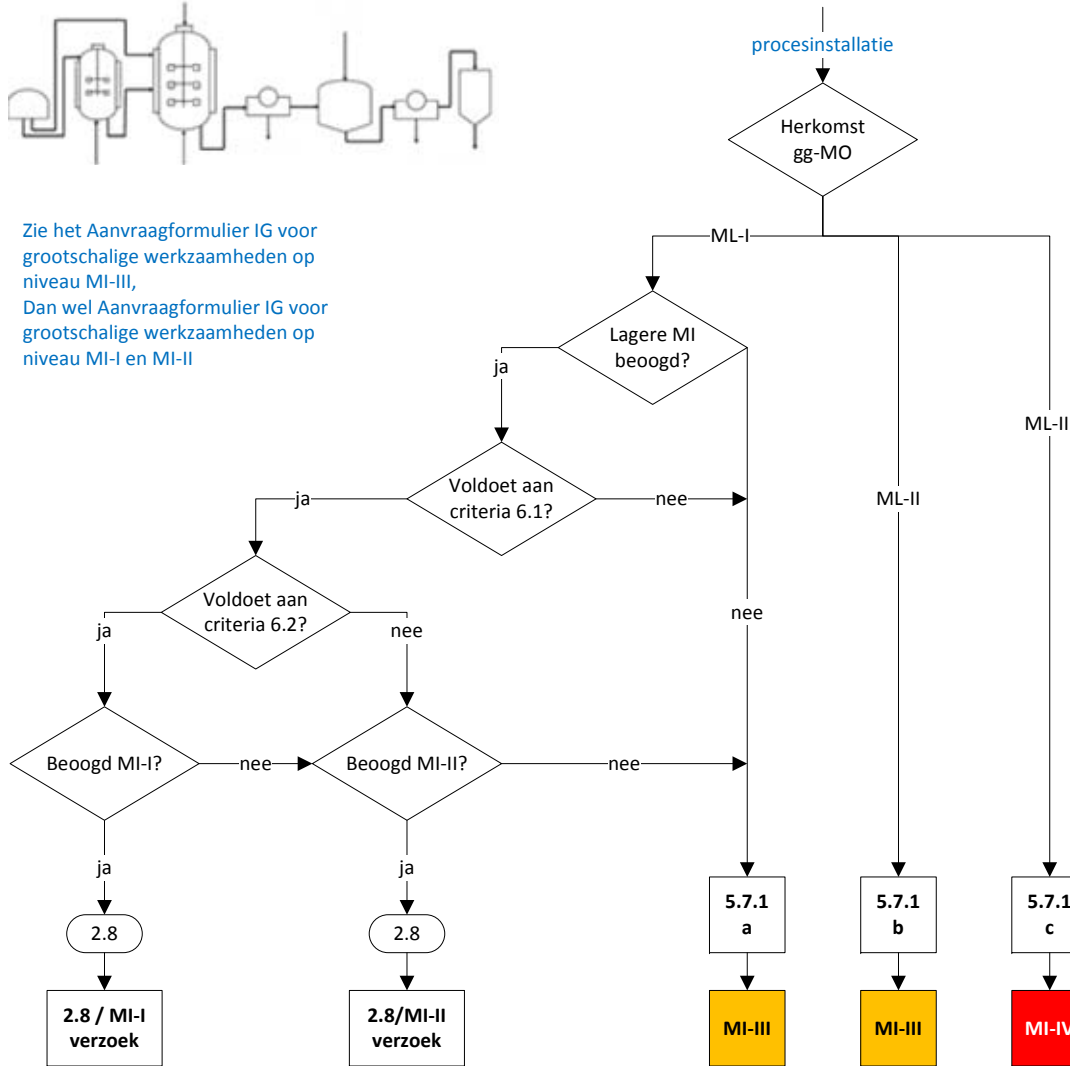 procesinstallatie
Herkomst
gg-MO
Zie het Aanvraagformulier IG voor
grootschalige werkzaamheden op
niveau MI-III,
Dan wel Aanvraagformulier IG voor
grootschalige werkzaamheden op
niveau MI-I en MI-II
ML-I
Lagere MI
beoogd?
ja
ML-II
Voldoet aan
criteria 6.1?
ja
nee
ML-II
Voldoet aan
criteria 6.2?
ja
nee
nee
Beoogd MI-I?
nee
Beoogd MI-II?
nee
ja
ja
2.8
2.8
5.7.1
a
5.7.1
b
5.7.1
c
2.8 / MI-I
verzoek
2.8/MI-II
verzoek
MI-III
MI-III
MI-IV